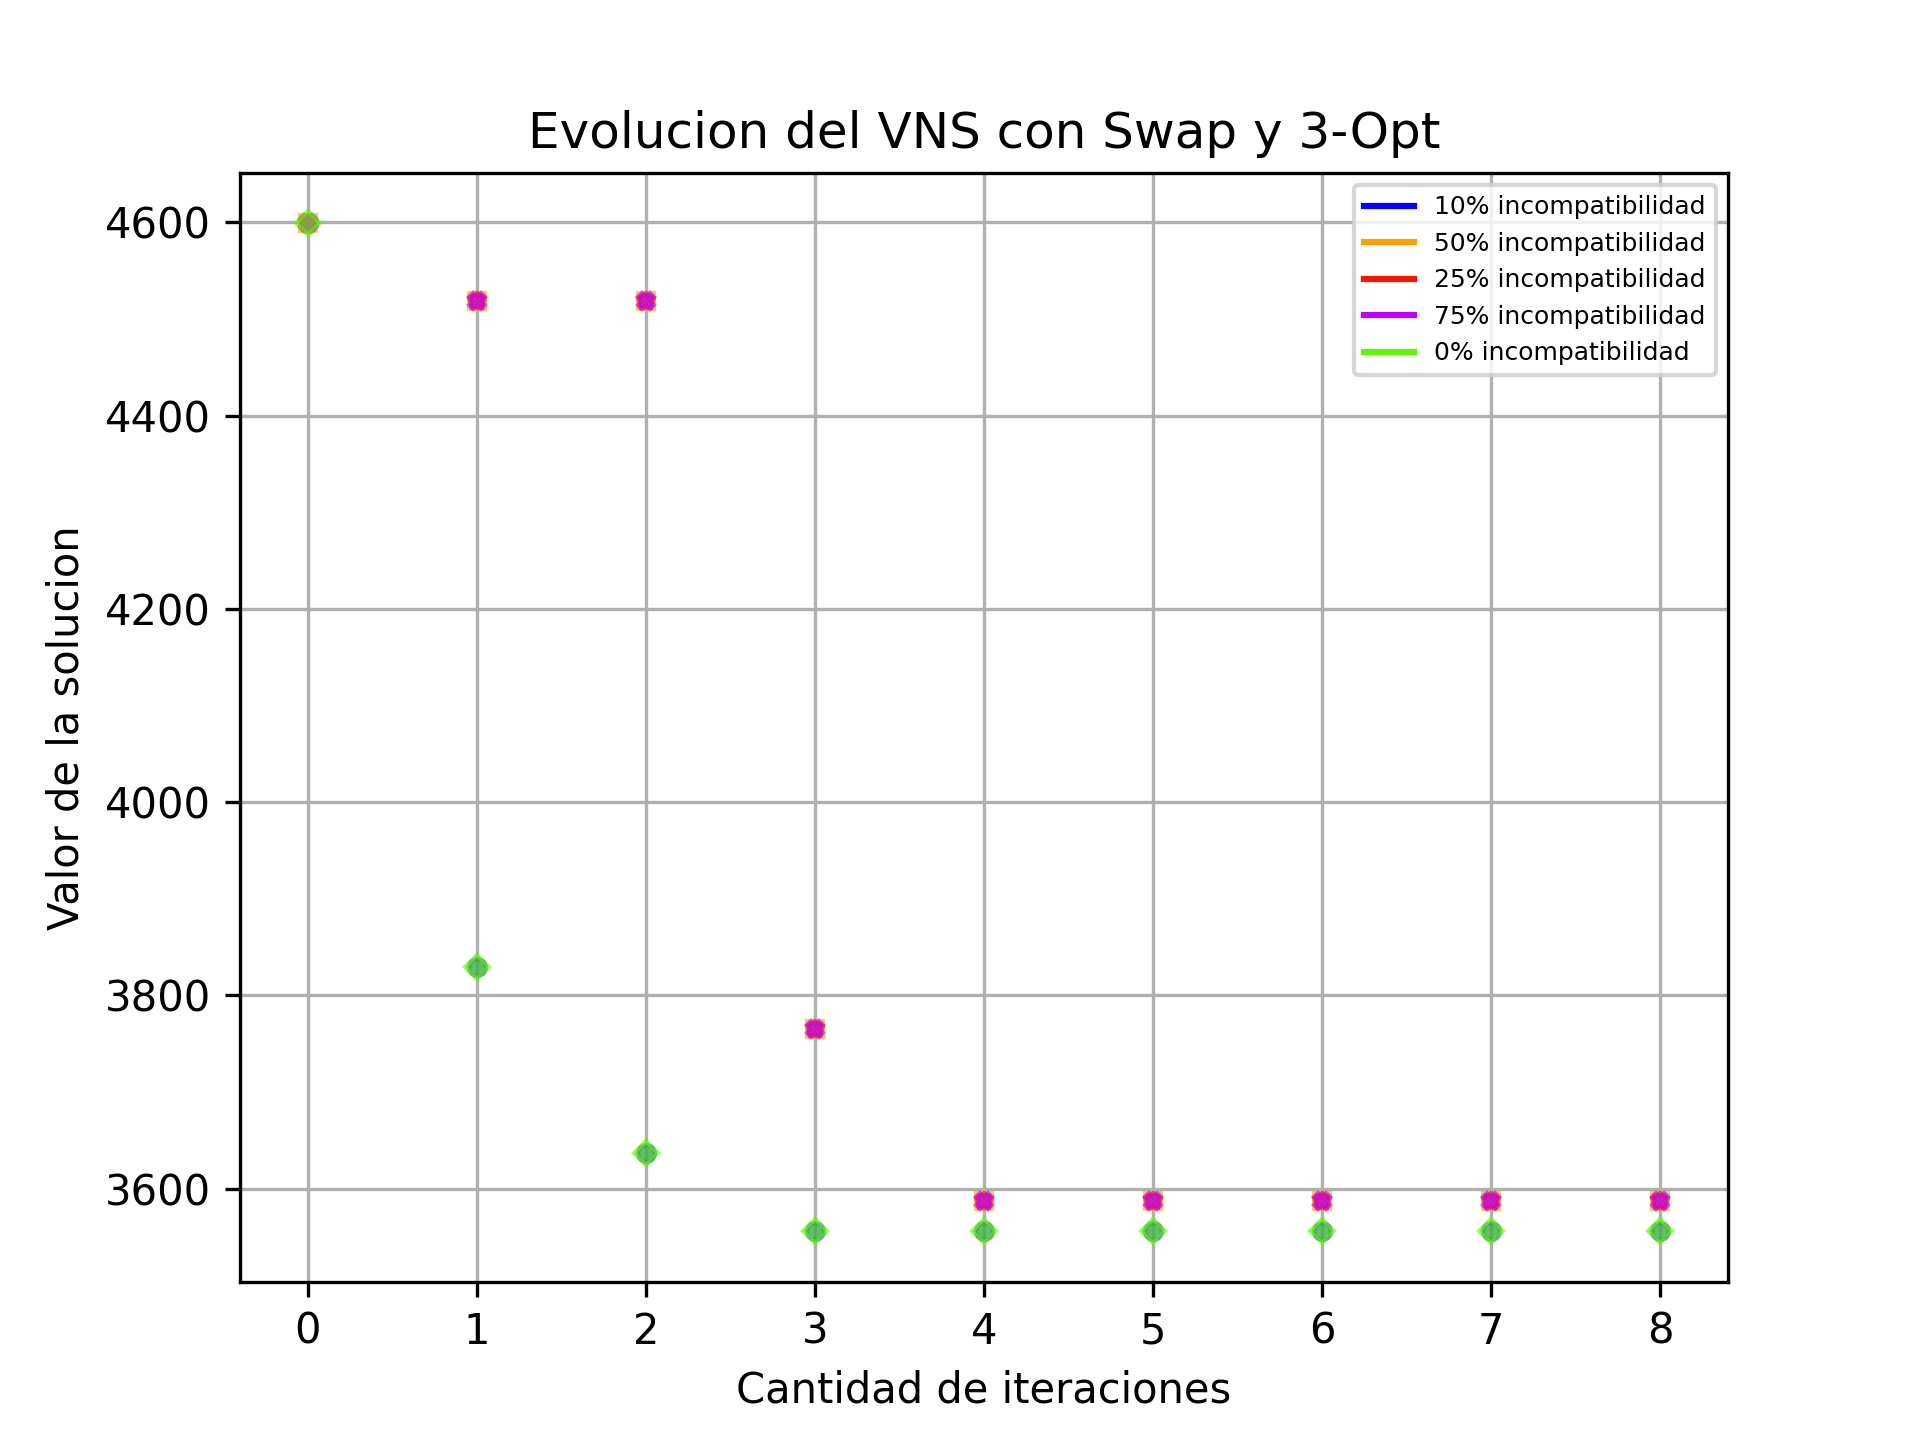 Evolucion del VNS con Swap y 3-Opt
10% incompatibilidad
50% incompatibilidad
25% incompatibilidad
75% incompatibilidad
0% incompatibilidad
4600
4400
4200
4000
3800
3600
Valor de la solucion
0 1 2 3 4 5 6 7 8
Cantidad de iteraciones